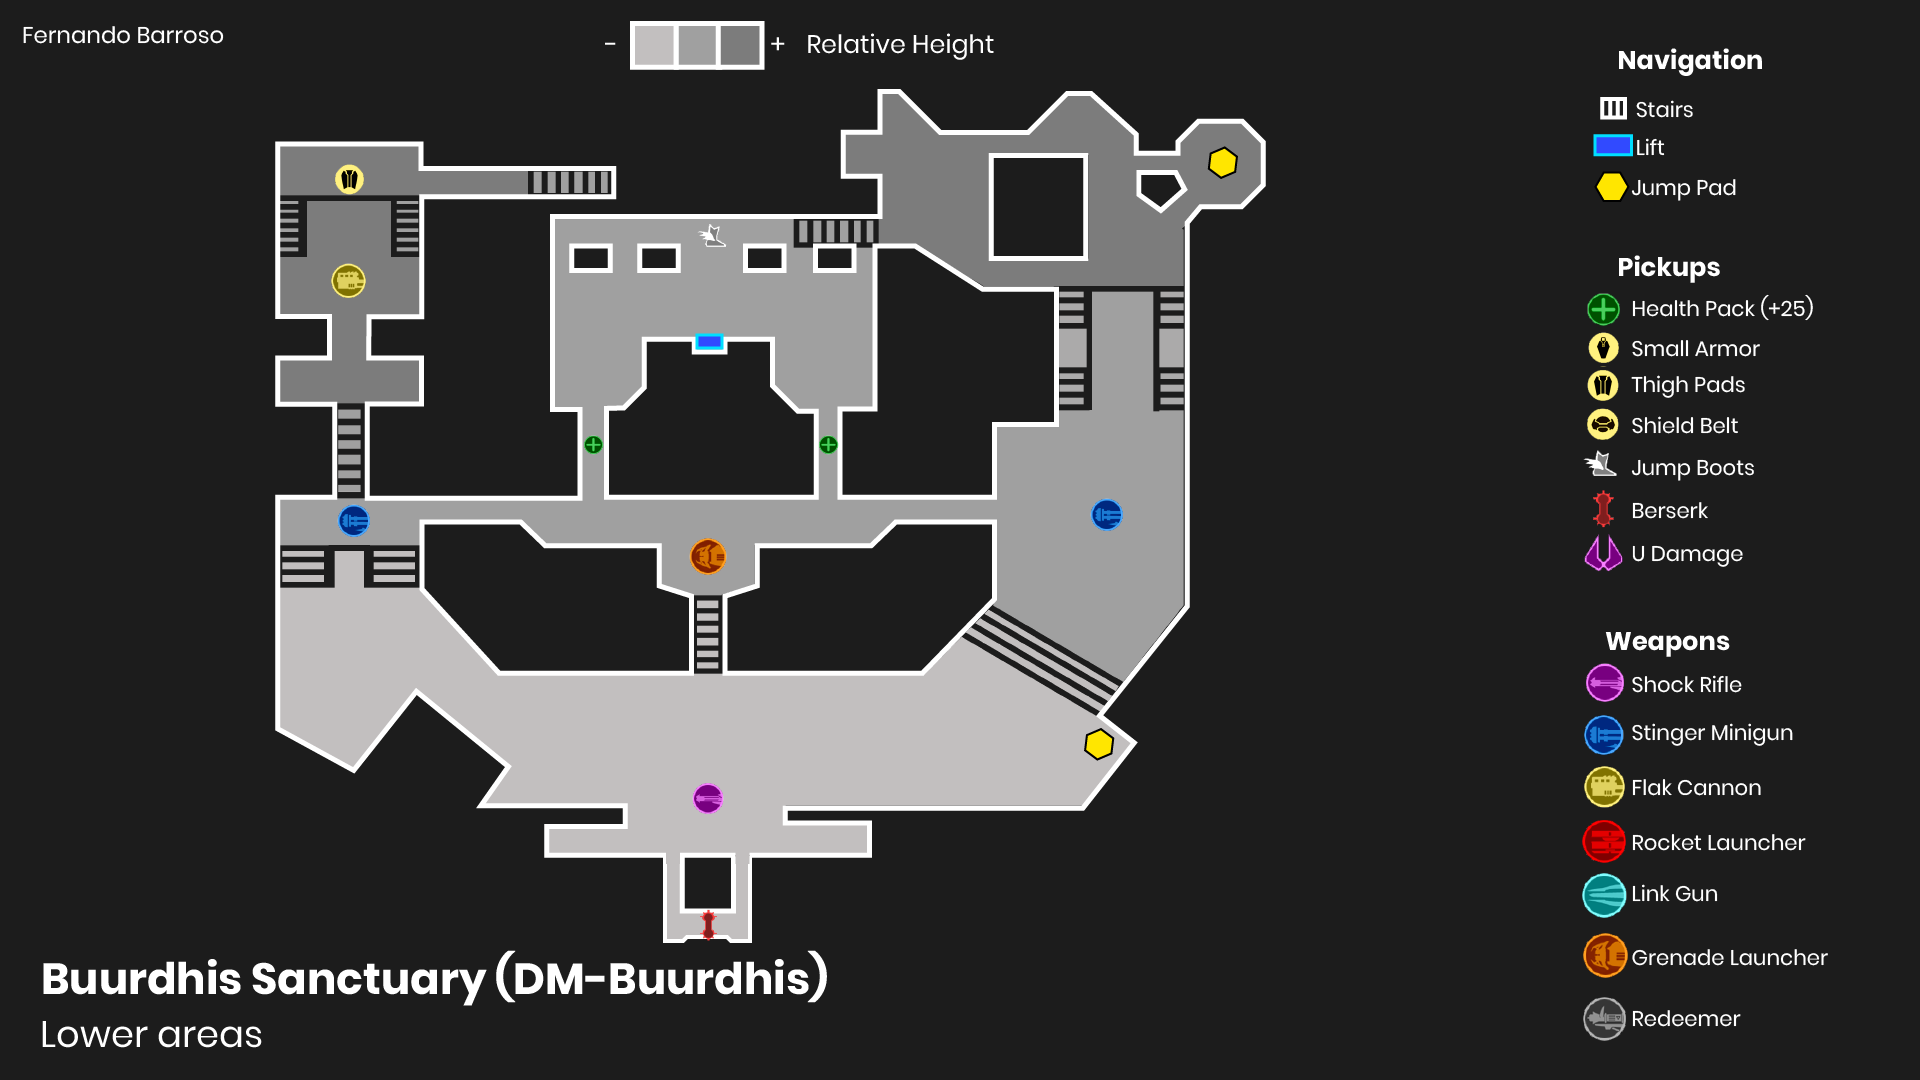 Fernando Barroso
- + Relative Height
Navigation
Stairs
Lift
Jump Pad
Pickups
Health Pack (+25)
Small Armor
Thigh Pads
Shield Belt
Jump Boots
Berserk
U Damage
Weapons
Shock Rifle
Stinger Minigun
Flak Cannon
Rocket Launcher
Link Gun
Grenade Launcher
Redeemer
Buurdhis Sanctuary (DM-Buurdhis)
Lower areas